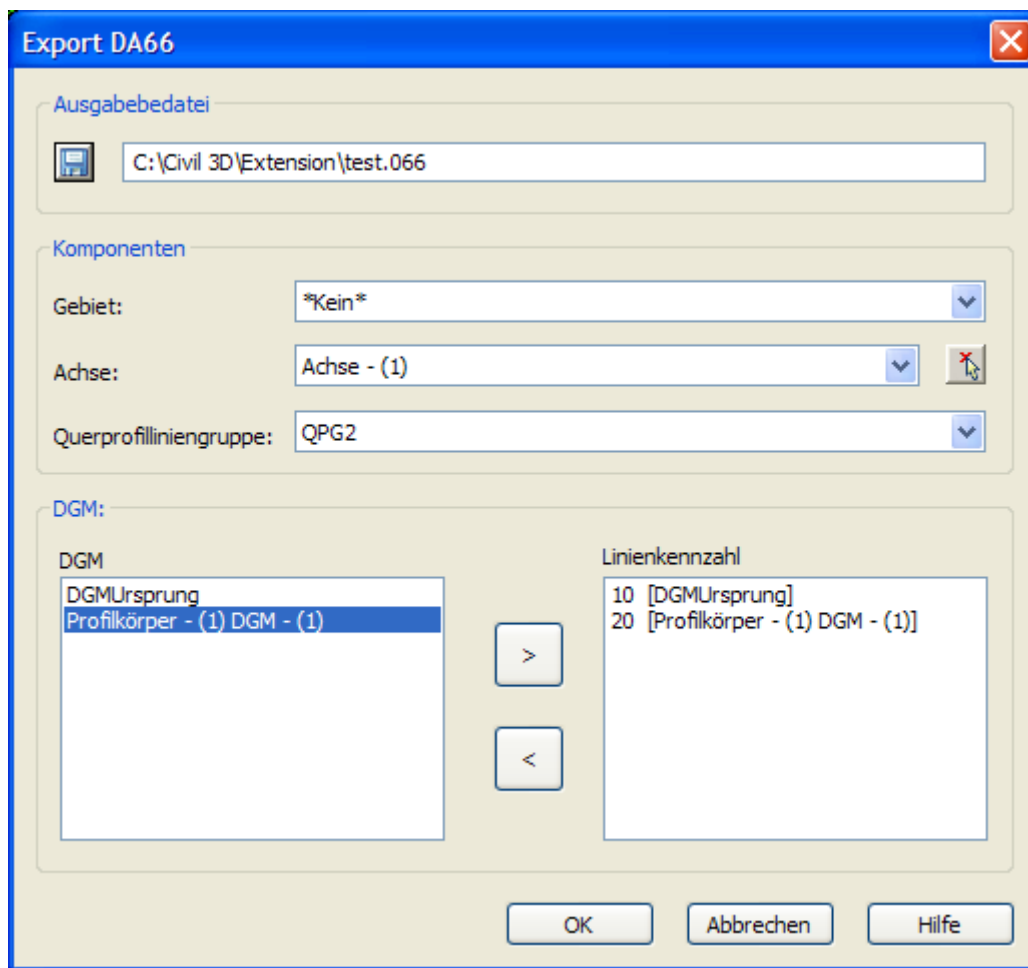 Export DA66
Ausgabebedatei
C:\Civil 3D\Extension\test.066
Komponenten
Gebiet:
*Kein*
Achse:
Achse - (1)
Querprofilliniengruppe:
QPG2
DGM:
DGM
DGMUrsprung
Profilkörper - (1) DGM - (1)
>
<
Linienkennzahl
10 [DGMUrsprung]
20 [Profilkörper - (1) DGM - (1)]
OK
Abbrechen
Hilfe